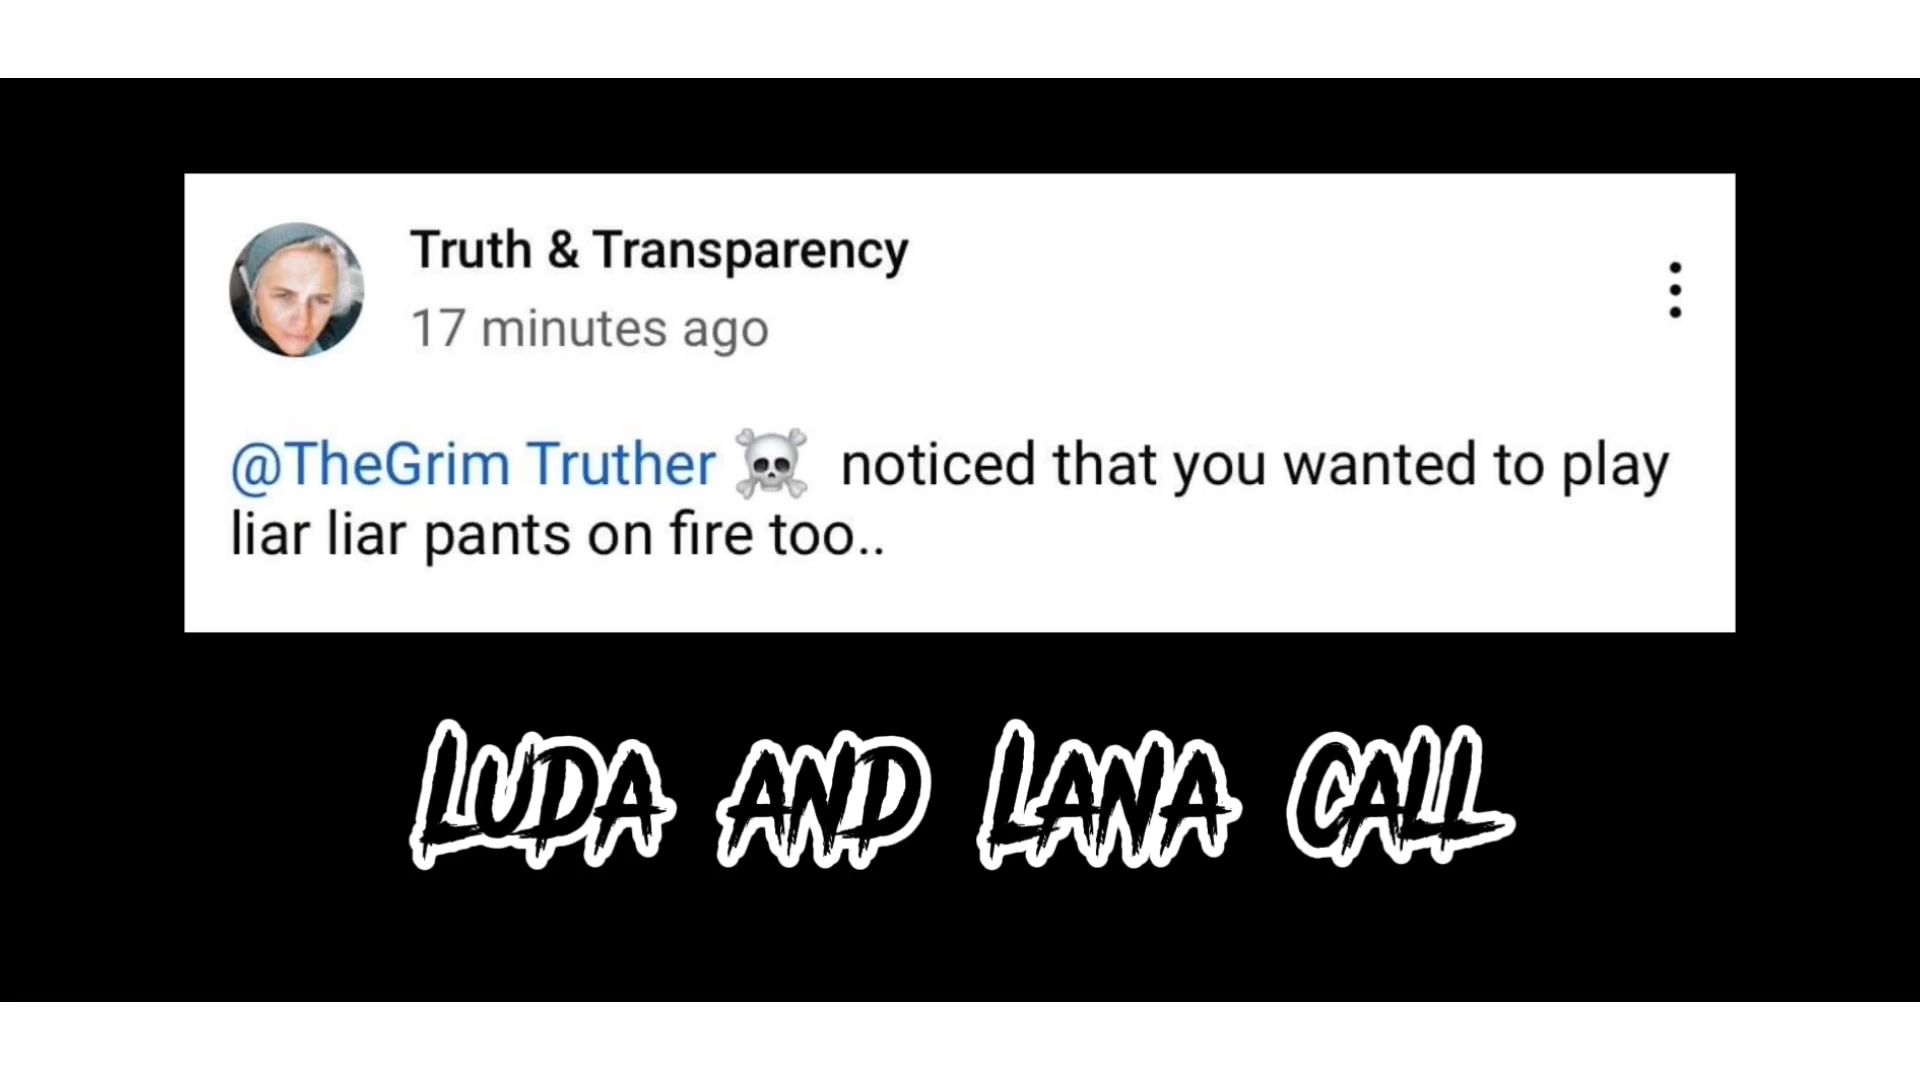 Truth & Transparency
17 minutes ago
@TheGrim Truther ☠️ noticed that you wanted to play
liar liar pants on fire too..
LUDA AND LANA CALL